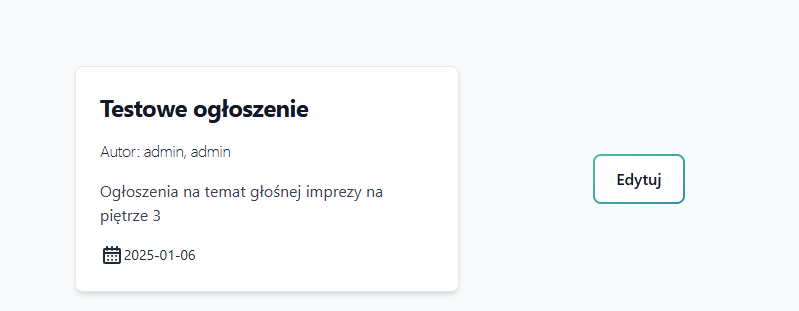 Testowe ogłoszenie
Autor: admin, admin
Ogłoszenia na temat głośnej imprezy na
piętrze 3
2025-01-06
Edytuj